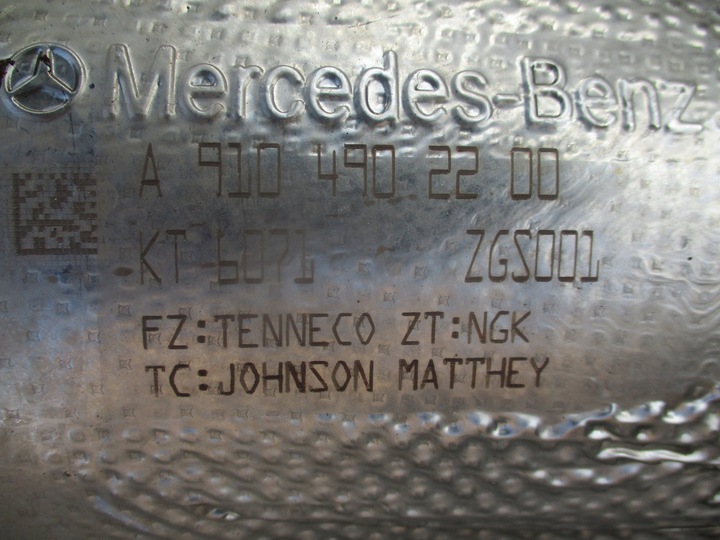 Mercedes-Benz
A 910 490 22 00
KT 6071 - ZGS001
FZ:TENNECO ZT:NGK
TC:JOHNSON MATTHEY